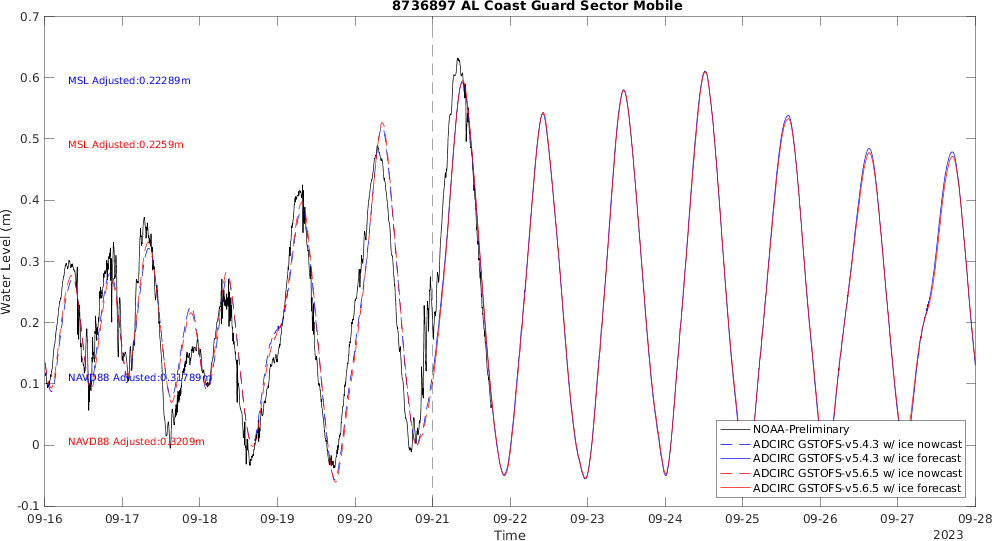 8736897 AL Coast Guard Sector Mobile
0.7
0.6
0.5
0.4
0.3
0.2
0.1
0
-0.1
Water Level (m)
MSL Adjusted:0.22289m
MSL Adjusted:0.2259m
NAVD88 Adjusted:0.31789m
NAVD88 Adjusted:0.3209m
NOAA-Preliminary
ADCIRC GSTOFS-v5.4.3 w/ ice nowcast
ADCIRC GSTOFS-v5.4.3 w/ ice forecast
ADCIRC GSTOFS-v5.6.5 w/ ice nowcast
ADCIRC GSTOFS-v5.6.5 w/ ice forecast
09-16 09-17 09-18 09-19 09-20 09-21 09-22 09-23 09-24 09-25 09-26 09-27 09-28
Time
2023